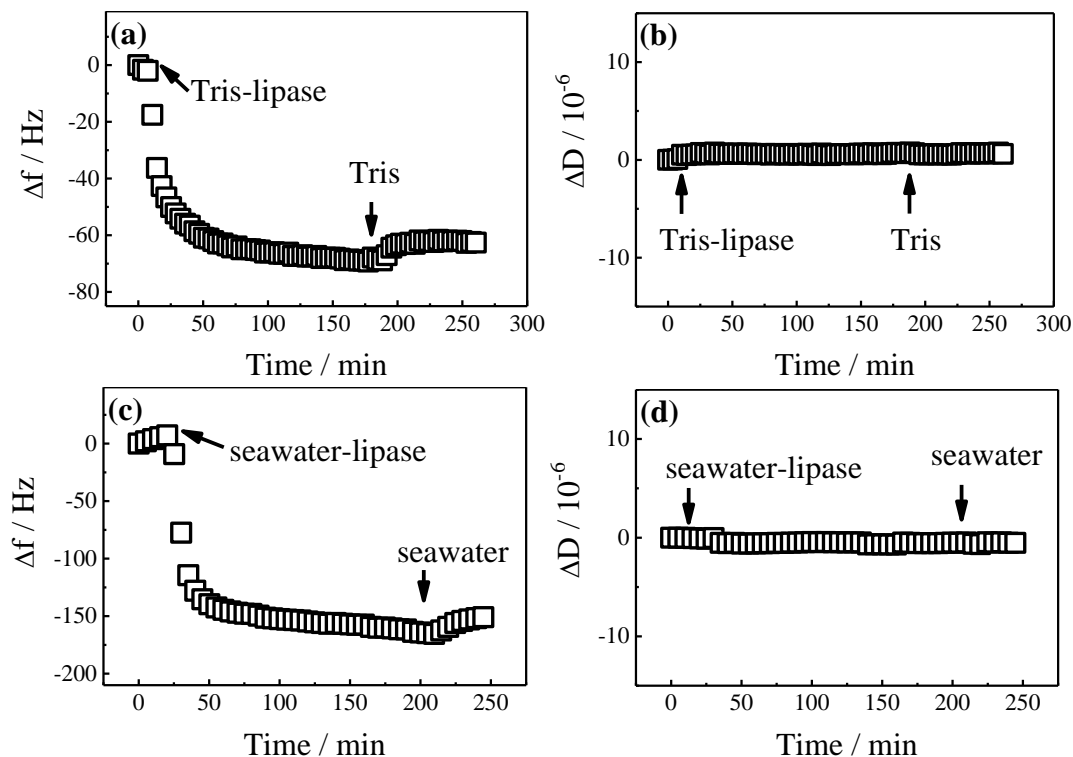 (a)
Δf / Hz
0
-20
-40
-60
-80
Tris-lipase
Tris
0 50 100 150 200 250 300
Time / min
(b)
ΔD / 10⁻⁶
10
0
-10
Tris-lipase
Tris
0 50 100 150 200 250 300
Time / min
(c)
Δf / Hz
0
-50
-100
-150
-200
seawater-lipase
seawater
0 50 100 150 200 250
Time / min
(d)
ΔD / 10⁻⁶
10
0
-10
seawater-lipase
seawater
0 50 100 150 200 250
Time / min